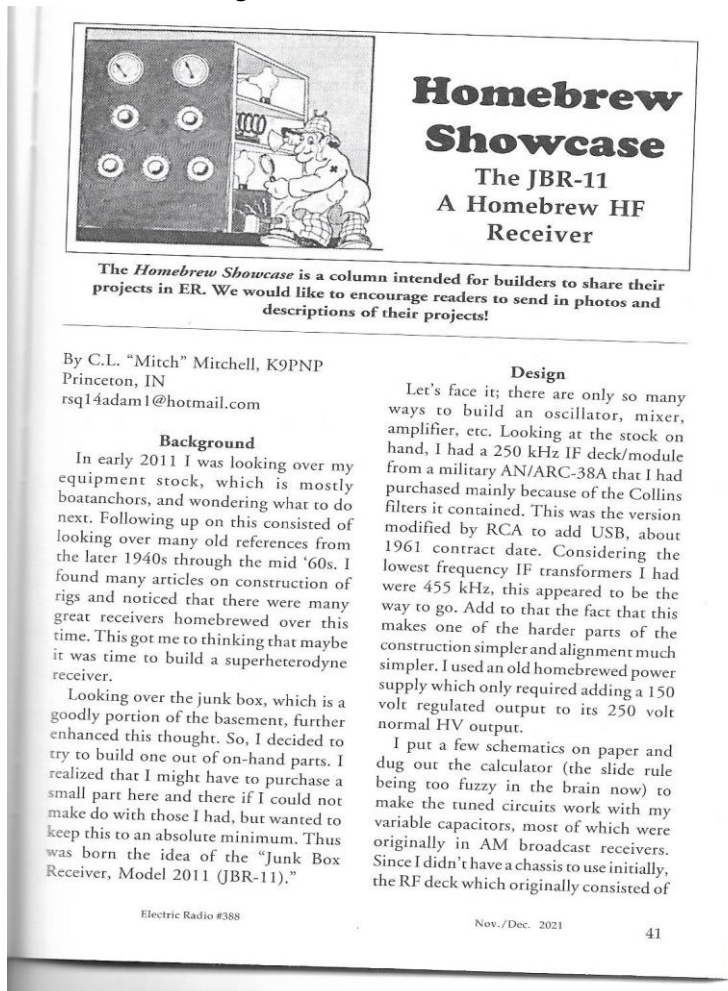 Homebrew
Showcase
The JBR-11
A Homebrew HF
Receiver
The Homebrew Showcase is a column intended for builders to share their
projects in ER. We would like to encourage readers to send in photos and
descriptions of their projects!
By C.L. “Mitch” Mitchell, K9PNP
Princeton, IN
rsq14adam1@hotmail.com
Background
In early 2011 I was looking over my
equipment stock, which is mostly
boatanchors, and wondering what to do
next. Following up on this consisted of
looking over many old references from
the later 1940s through the mid ‘60s. I
found many articles on construction of
rigs and noticed that there were many
great receivers homebrewed over this
time. This got me to thinking that maybe
it was time to build a superheterodyne
receiver.
Looking over the junk box, which is a
goodly portion of the basement, further
enhanced this thought. So, I decided to
try to build one out of on-hand parts. I
realized that I might have to purchase a
small part here and there if I could not
make do with those I had, but wanted to
keep this to an absolute minimum. Thus
was born the idea of the “Junk Box
Receiver, Model 2011 (JBR-11).”
Design
Let’s face it; there are only so many
ways to build an oscillator, mixer,
amplifier, etc. Looking at the stock on
hand, I had a 250 kHz IF deck/module
from a military AN/ARC-38A that I had
purchased mainly because of the Collins
filters it contained. This was the version
modified by RCA to add USB, about
1961 contract date. Considering the
lowest frequency IF transformers I had
were 455 kHz, this appeared to be the
way to go. Add to that the fact that this
makes one of the harder parts of the
construction simpler and alignment much
simpler. I used an old homebrewed power
supply which only required adding a 150
volt regulated output to its 250 volt
normal HV output.
I put a few schematics on paper and
dug out the calculator (the slide rule
being too fuzzy in the brain now) to
make the tuned circuits work with my
variable capacitors, most of which were
originally in AM broadcast receivers.
Since I didn’t have a chassis to use initially,
the RF deck which originally consisted of
Electric Radio #388
Nov./Dec. 2021
41